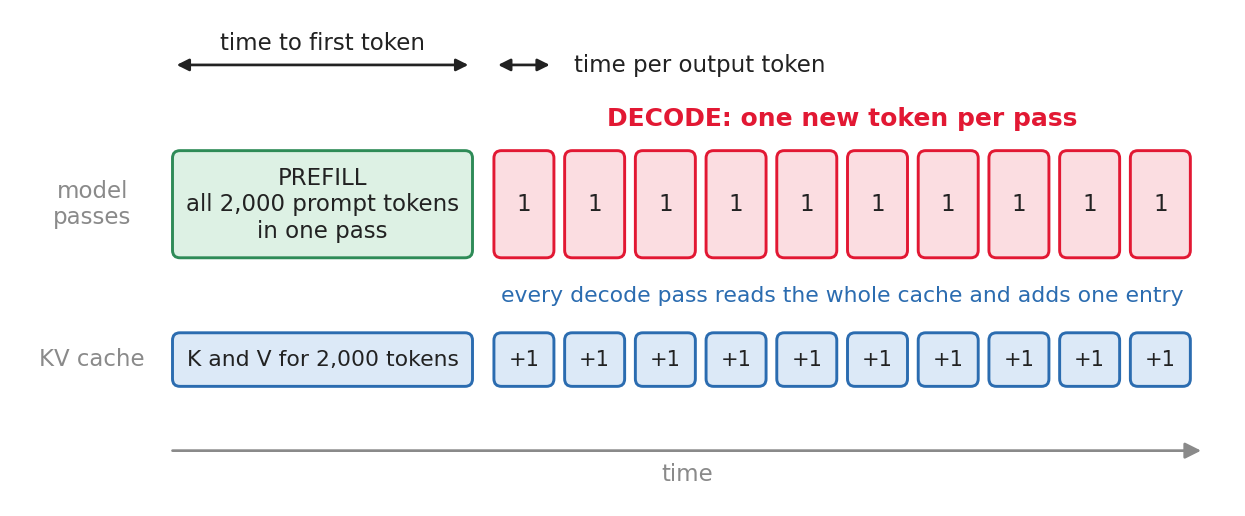 time to first token
time per output token
DECODE: one new token per pass
model
passes
PREFILL
all 2,000 prompt tokens
in one pass
1 1 1 1 1 1 1 1 1 1
every decode pass reads the whole cache and adds one entry
KV cache
K and V for 2,000 tokens
+1 +1 +1 +1 +1 +1 +1 +1 +1 +1
time